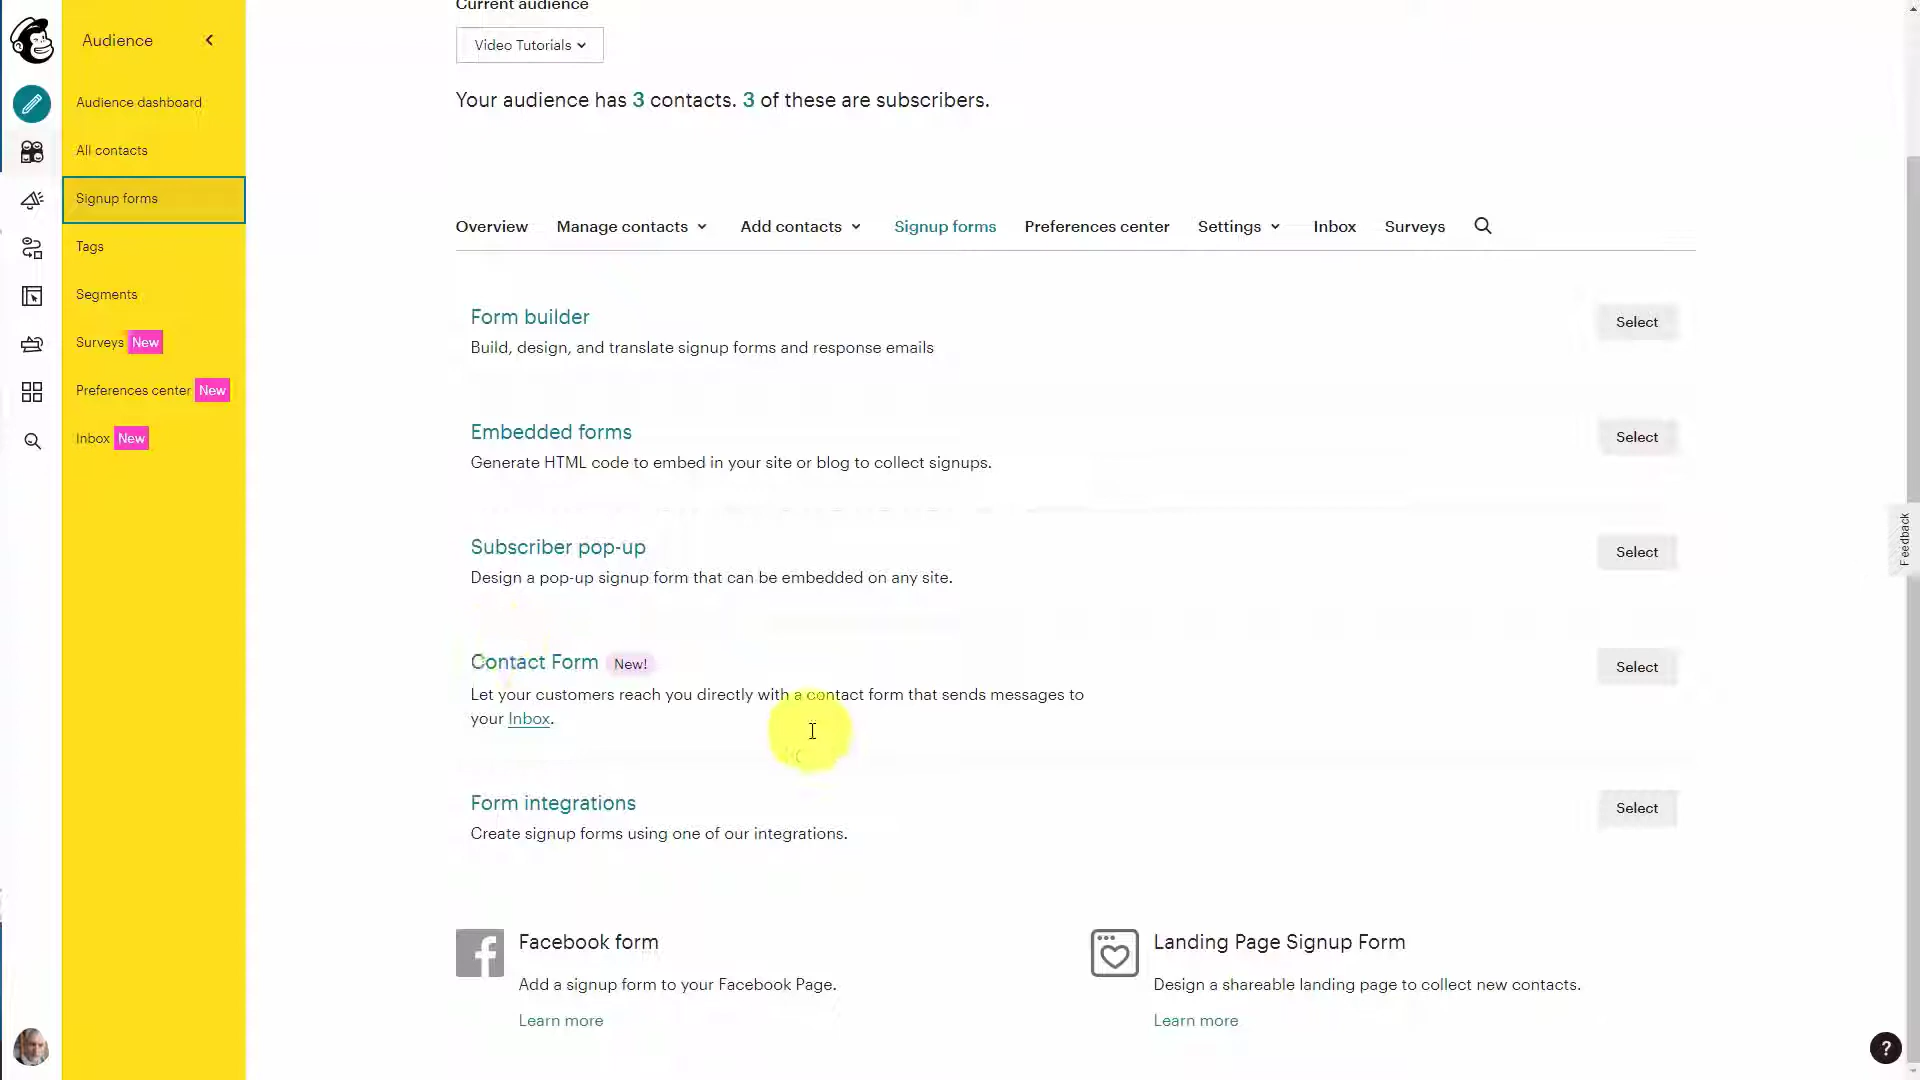 Current audience
Audience
Video Tutorials
Your audience has 3 contacts. 3 of these are subscribers.
Audience dashboard
All contacts
Signup forms
Tags
Segments
Surveys New
Preferences center New
Inbox New
Overview Manage contacts Add contacts Signup forms Preferences center Settings Inbox Surveys
Form builder
Select
Build, design, and translate signup forms and response emails
Embedded forms
Select
Generate HTML code to embed in your site or blog to collect signups.
Subscriber pop-up
Select
Design a pop-up signup form that can be embedded on any site.
Contact Form New!
Select
Let your customers reach you directly with a contact form that sends messages to
your Inbox.
Form integrations
Select
Create signup forms using one of our integrations.
Facebook form
Add a signup form to your Facebook Page.
Learn more
Landing Page Signup Form
Design a shareable landing page to collect new contacts.
Learn more
Feedback
?